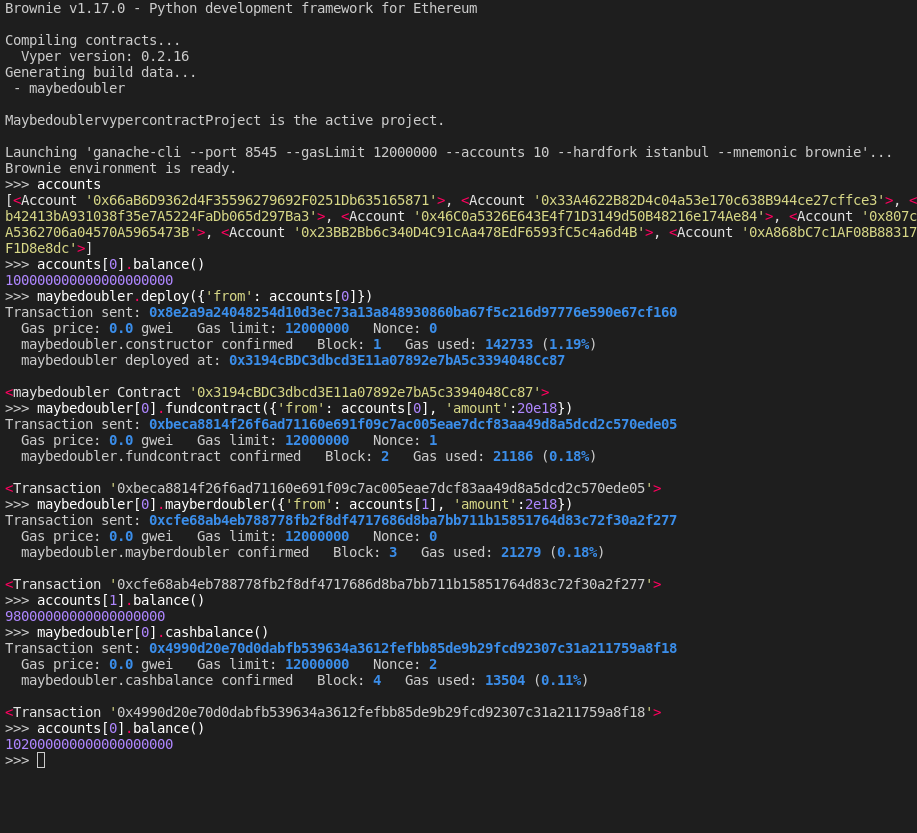 Brownie v1.17.0 - Python development framework for Ethereum
Compiling contracts...
Vyper version: 0.2.16
Generating build data...
- maybedoubler
MaybedoublervypercontractProject is the active project.
Launching 'ganache-cli --port 8545 --gasLimit 12000000 --accounts 10 --hardfork istanbul --mnemonic brownie'...
Brownie environment is ready.
>>> accounts
[<Account '0x66aB6D9362d4F35596279692F0251Db635165871'>, <Account '0x33A4622B82D4c04a53e170c638B944ce27cffce3'>, <
b42413bA931038f35e7A5224FaDb065d297Ba3'>, <Account '0x46C0a5326E643E4f71D3149d50B48216e174Ae84'>, <Account '0x807c
A5362706a04570A5965473B'>, <Account '0x23BB2Bb6c340D4C91cAa478EdF6593fC5c4a6d4B'>, <Account '0xA868bC7c1AF08B88317
F1D8e8dc'>]
>>> accounts[0].balance()
100000000000000000000
>>> maybedoubler.deploy({'from': accounts[0]})
Transaction sent: 0x8e2a9a24048254d10d3ec73a13a848930860ba67f5c216d97776e590e67cf160
Gas price: 0.0 gwei   Gas limit: 12000000   Nonce: 0
maybedoubler.constructor confirmed   Block: 1   Gas used: 142733 (1.19%)
maybedoubler deployed at: 0x3194cBDC3dbcd3E11a07892e7bA5c3394048Cc87
<maybedoubler Contract '0x3194cBDC3dbcd3E11a07892e7bA5c3394048Cc87'>
>>> maybedoubler[0].fundcontract({'from': accounts[0], 'amount':20e18})
Transaction sent: 0xbeca8814f26f6ad71160e691f09c7ac005eae7dcf83aa49d8a5dcd2c570ede05
Gas price: 0.0 gwei   Gas limit: 12000000   Nonce: 1
maybedoubler.fundcontract confirmed   Block: 2   Gas used: 21186 (0.18%)
<Transaction '0xbeca8814f26f6ad71160e691f09c7ac005eae7dcf83aa49d8a5dcd2c570ede05'>
>>> maybedoubler[0].mayberdoubler({'from': accounts[1], 'amount':2e18})
Transaction sent: 0xcfe68ab4eb788778fb2f8df4717686d8ba7bb711b15851764d83c72f30a2f277
Gas price: 0.0 gwei   Gas limit: 12000000   Nonce: 0
maybedoubler.mayberdoubler confirmed   Block: 3   Gas used: 21279 (0.18%)
<Transaction '0xcfe68ab4eb788778fb2f8df4717686d8ba7bb711b15851764d83c72f30a2f277'>
>>> accounts[1].balance()
98000000000000000000
>>> maybedoubler[0].cashbalance()
Transaction sent: 0x4990d20e70d0dabfb539634a3612fefbb85de9b29fcd92307c31a211759a8f18
Gas price: 0.0 gwei   Gas limit: 12000000   Nonce: 2
maybedoubler.cashbalance confirmed   Block: 4   Gas used: 13504 (0.11%)
<Transaction '0x4990d20e70d0dabfb539634a3612fefbb85de9b29fcd92307c31a211759a8f18'>
>>> accounts[0].balance()
102000000000000000000
>>>